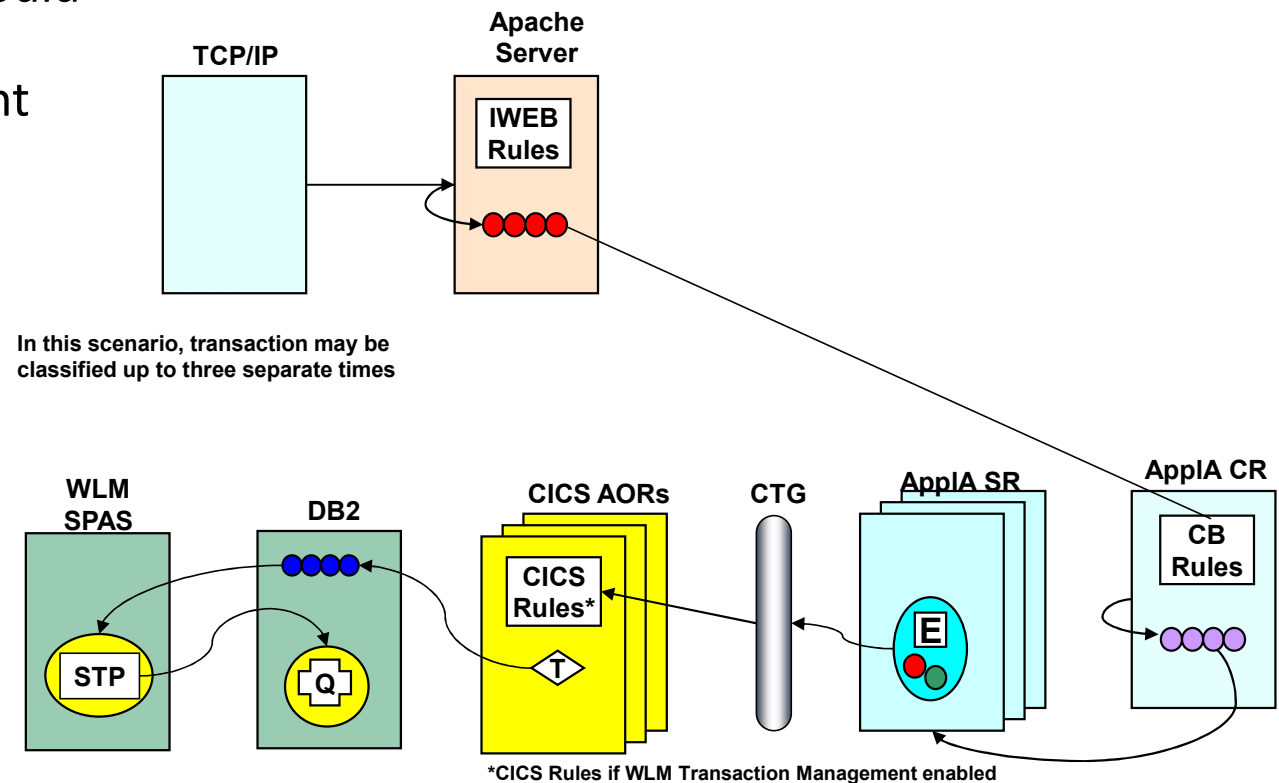 nt
TCP/IP
Apache
Server
IWEB
Rules
In this scenario, transaction may be
classified up to three separate times
WLM
SPAS
STP
DB2
Q
CICS AORs
CICS
Rules*
T
CTG
ApplA SR
E
ApplA CR
CB
Rules
*CICS Rules if WLM Transaction Management enabled